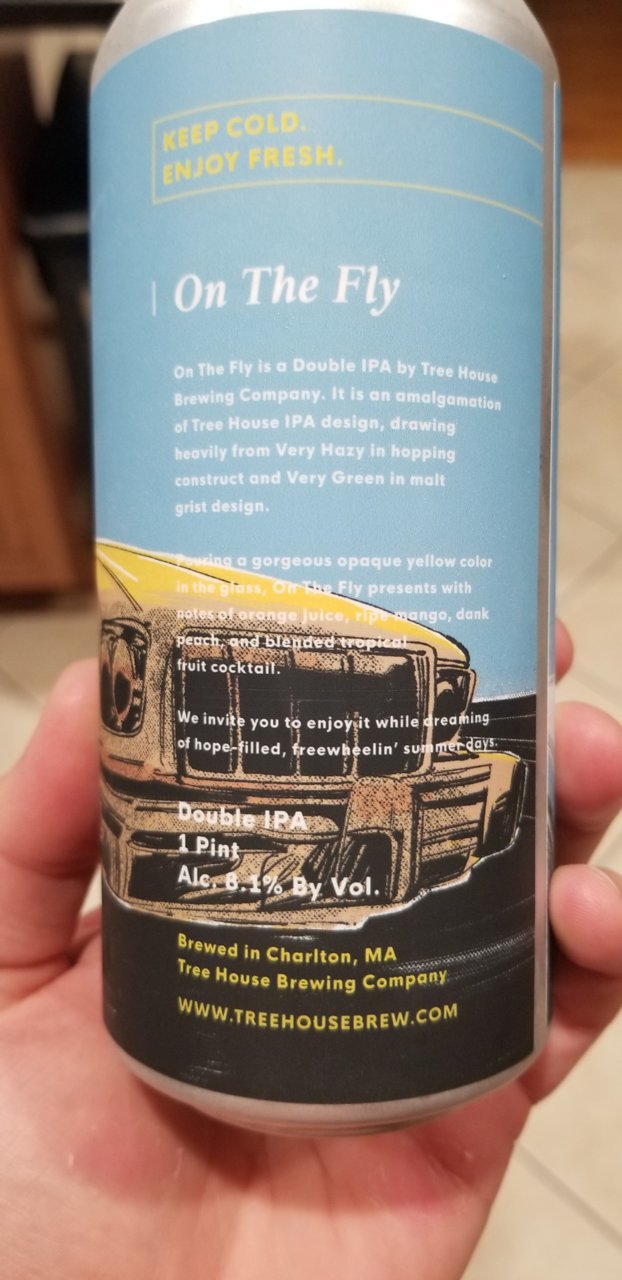 KEEP COLD.
ENJOY FRESH.
On The Fly
On The Fly is a Double IPA by Tree House
Brewing Company. It is an amalgamation
of Tree House IPA design, drawing
heavily from Very Hazy in hopping
construct and Very Green in malt
grist design.
Pouring a gorgeous opaque yellow color
in the glass, On The Fly presents with
notes of orange juice, ripe mango, dank
peach, and blended tropical
fruit cocktail.
We invite you to enjoy it while dreaming
of hope-filled, freewheelin' summer days.
Double IPA
1 Pint
Alc. 8.1% By Vol.
Brewed in Charlton, MA
Tree House Brewing Company
WWW.TREEHOUSEBREW.COM